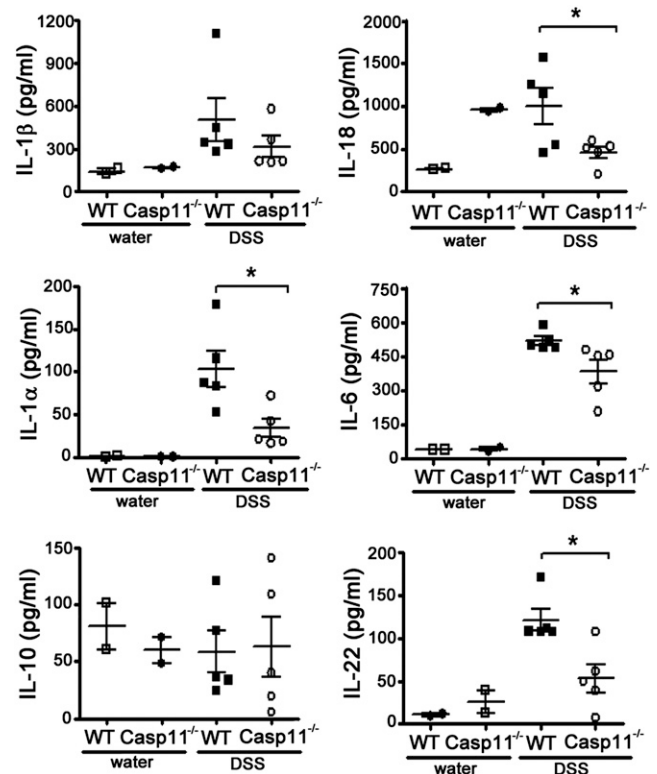 IL-1β (pg/ml)
1200
900
600
300
0
WT Casp11-/- WT Casp11-/-
water DSS
IL-18 (pg/ml)
2000
1500
1000
500
0
*
WT Casp11-/- WT Casp11-/-
water DSS
IL-1α (pg/ml)
200
150
100
50
0
*
WT Casp11-/- WT Casp11-/-
water DSS
IL-6 (pg/ml)
750
600
450
300
150
0
*
WT Casp11-/- WT Casp11-/-
water DSS
IL-10 (pg/ml)
150
100
50
0
WT Casp11-/- WT Casp11-/-
water DSS
IL-22 (pg/ml)
200
150
100
50
0
*
WT Casp11-/- WT Casp11-/-
water DSS